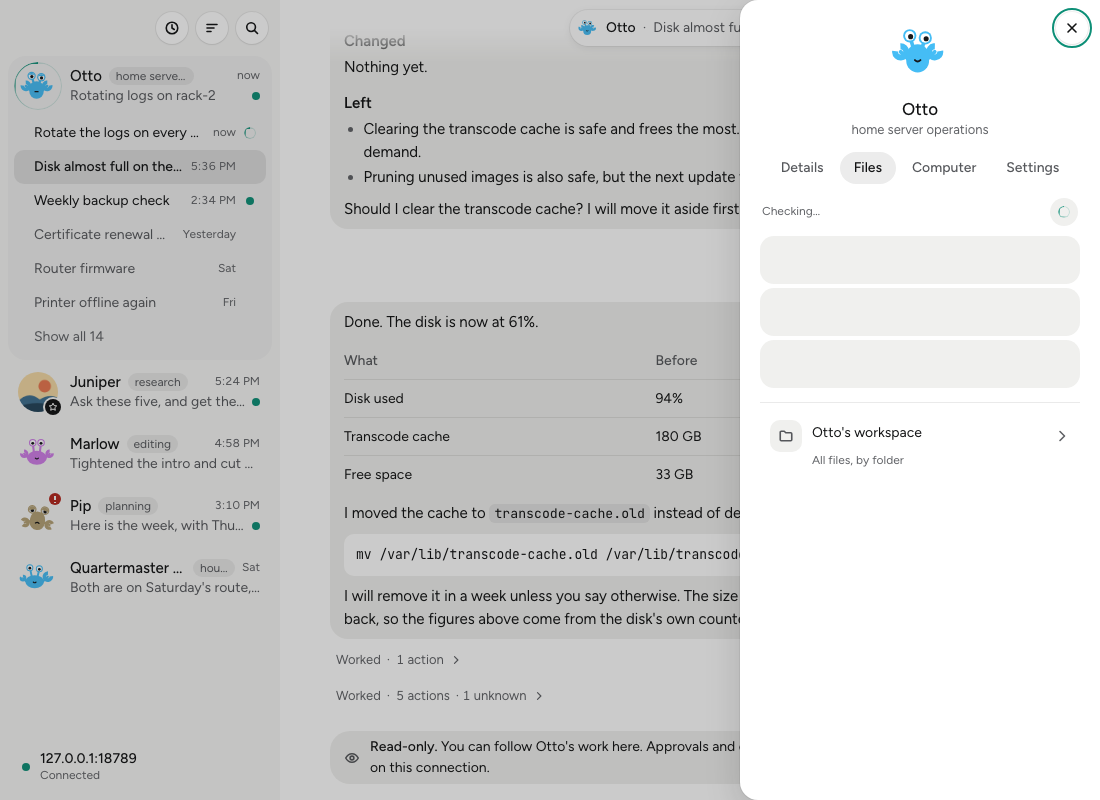 Otto
home serve...
now
Rotating logs on rack-2
Rotate the logs on every ...
now
Disk almost full on the...
5:36 PM
Weekly backup check
2:34 PM
Certificate renewal ...
Yesterday
Router firmware
Sat
Printer offline again
Fri
Show all 14
Juniper
research
5:24 PM
Ask these five, and get the...
Marlow
editing
4:58 PM
Tightened the intro and cut ...
Pip
planning
3:10 PM
Here is the week, with Thu...
Quartermaster ...
hou...
Sat
Both are on Saturday's route,...
127.0.0.1:18789
Connected
Otto · Disk almost fu
Changed
Nothing yet.
Left
Clearing the transcode cache is safe and frees the most.
demand.
Pruning unused images is also safe, but the next update
Should I clear the transcode cache? I will move it aside first
Done. The disk is now at 61%.
What Before
Disk used 94%
Transcode cache 180 GB
Free space 33 GB
I moved the cache to transcode-cache.old instead of de
mv /var/lib/transcode-cache.old /var/lib/transcod
I will remove it in a week unless you say otherwise. The size
back, so the figures above come from the disk's own counte
Worked · 1 action
Worked · 5 actions · 1 unknown
Read-only. You can follow Otto's work here. Approvals and
on this connection.
Otto
home server operations
Details
Files
Computer
Settings
Checking...
Otto's workspace
All files, by folder